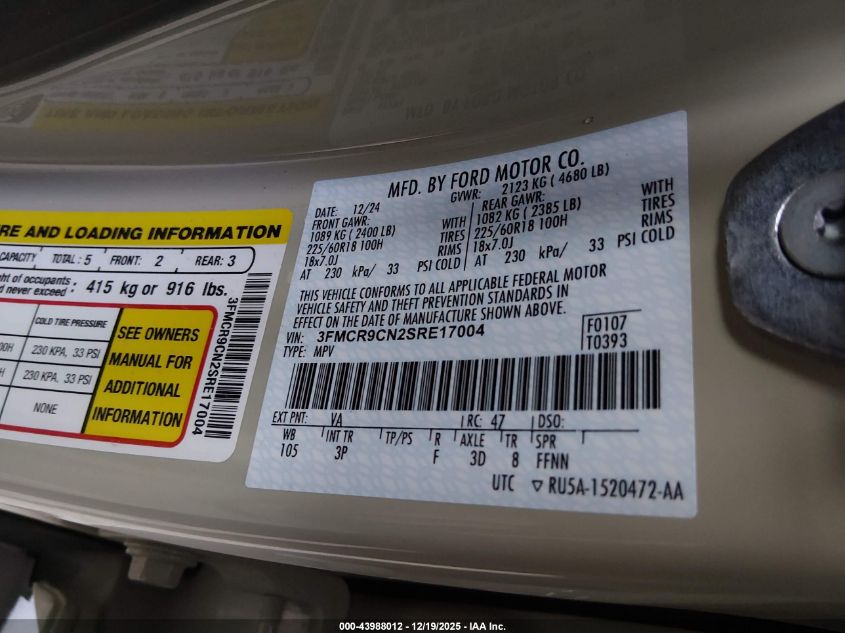 RE AND LOADING INFORMATION
CAPACITY TOTAL : 5 FRONT: 2 REAR: 3
ht of occupants
never exceed : 415 kg or 916 lbs.
COLD TIRE PRESSURE
00H 230 KPA, 33 PSI
H 230 KPA, 33 PSI
NONE
SEE OWNERS
MANUAL FOR
ADDITIONAL
INFORMATION
3FMCR9CN2SRE17004
MFD. BY FORD MOTOR CO.
DATE: 12/24 GVWR: 2123 KG ( 4680 LB)
FRONT GAWR: REAR GAWR:
1089 KG ( 2400 LB) WITH 1082 KG ( 2385 LB) WITH
225/60R18 100H TIRES 225/60R18 100H TIRES
18x7.0J RIMS 18x7.0J RIMS
AT 230 kPa/ 33 PSI COLD AT 230 kPa/ 33 PSI COLD
THIS VEHICLE CONFORMS TO ALL APPLICABLE FEDERAL MOTOR
VEHICLE SAFETY AND THEFT PREVENTION STANDARDS IN
EFFECT ON THE DATE OF MANUFACTURE SHOWN ABOVE.
VIN: 3FMCR9CN2SRE17004 F0107
TYPE: MPV T0393
EXT PNT: VA RC: 47 DSO:
WB INT TR TP/PS R AXLE TR SPR
105 3P F 3D 8 FFNN
UTC ▽ RU5A-1520472-AA
000-43988012 - 12/19/2025 - IAA Inc.